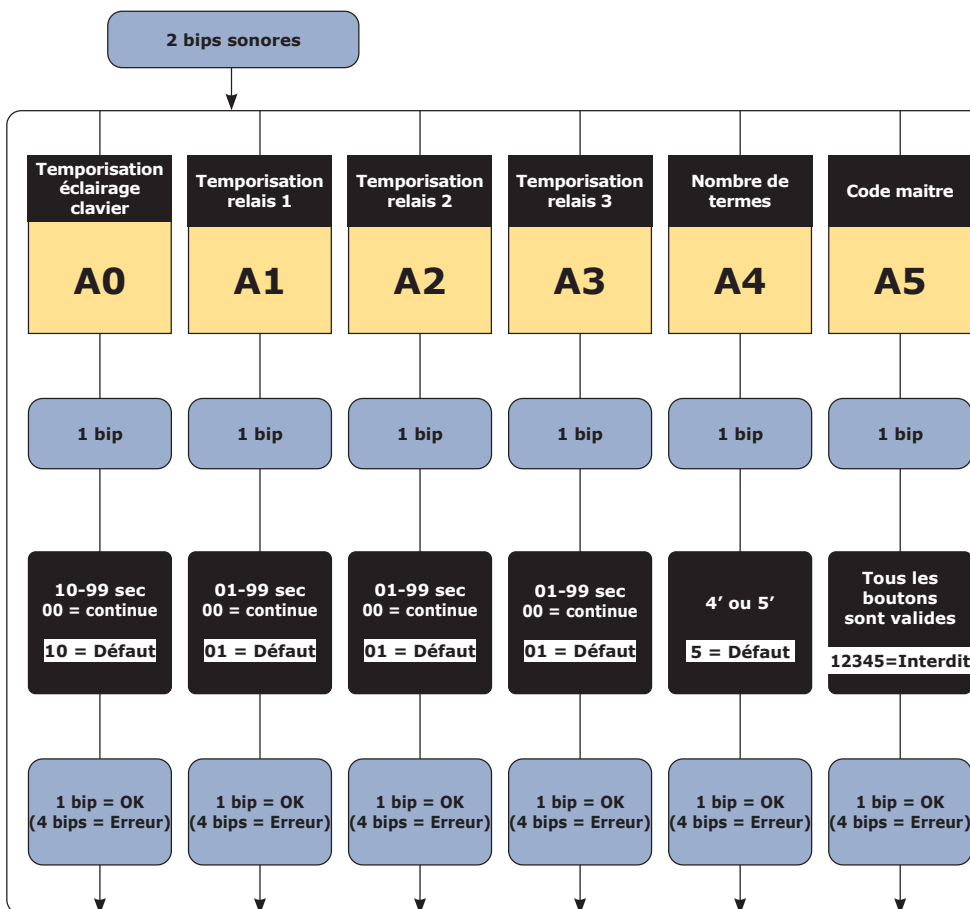 2 bips sonores
Temporisation
éclairage
clavier
A0
1 bip
10-99 sec
00 = continue
10 = Défaut
1 bip = OK
(4 bips = Erreur)
Temporisation
relais 1
A1
1 bip
01-99 sec
00 = continue
01 = Défaut
1 bip = OK
(4 bips = Erreur)
Temporisation
relais 2
A2
1 bip
01-99 sec
00 = continue
01 = Défaut
1 bip = OK
(4 bips = Erreur)
Temporisation
relais 3
A3
1 bip
01-99 sec
00 = continue
01 = Défaut
1 bip = OK
(4 bips = Erreur)
Nombre de
termes
A4
1 bip
4’ ou 5’
5 = Défaut
1 bip = OK
(4 bips = Erreur)
Code maitre
A5
1 bip
Tous les
boutons
sont valides
12345=Interdit
1 bip = OK
(4 bips = Erreur)